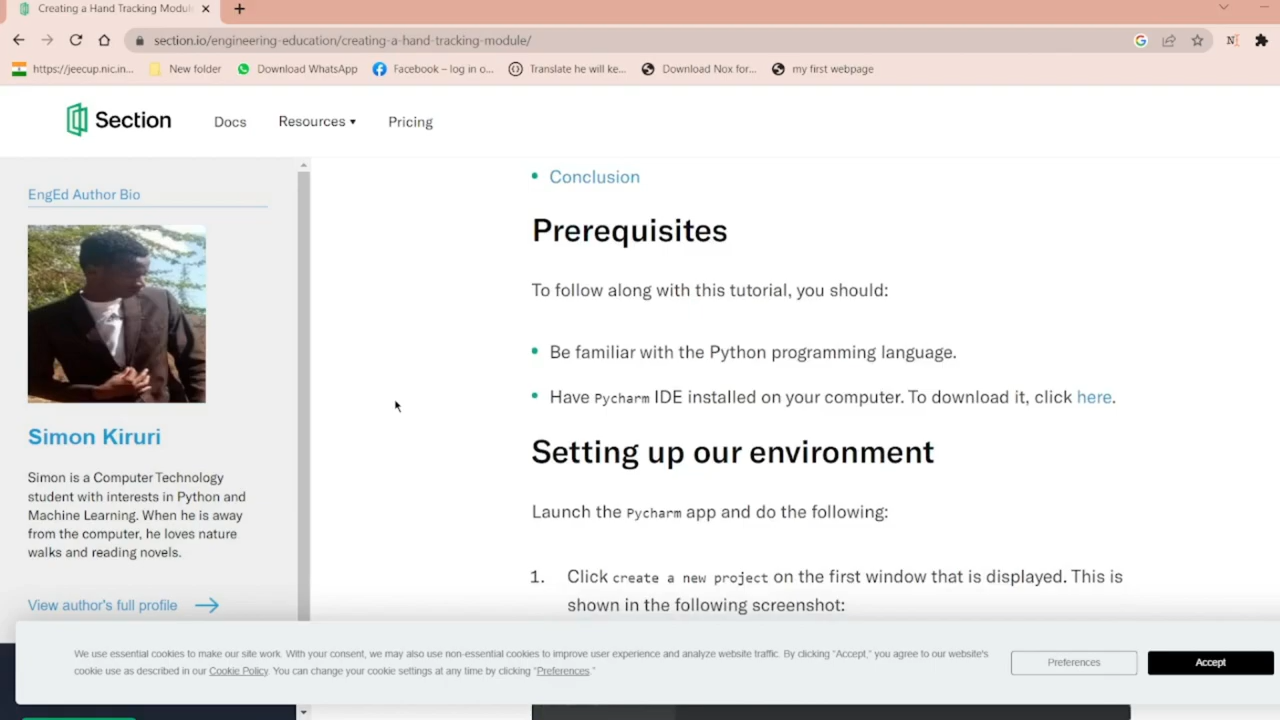 Creating a Hand Tracking Modul
section.io/engineering-education/creating-a-hand-tracking-module/
https://jeecup.nic.in... New folder Download WhatsApp Facebook – log in o... Translate he will ke... Download Nox for... my first webpage
Section Docs Resources Pricing
EngEd Author Bio
Simon Kiruri
Simon is a Computer Technology
student with interests in Python and
Machine Learning. When he is away
from the computer, he loves nature
walks and reading novels.
View author's full profile
Conclusion
Prerequisites
To follow along with this tutorial, you should:
Be familiar with the Python programming language.
Have Pycharm IDE installed on your computer. To download it, click here.
Setting up our environment
Launch the Pycharm app and do the following:
1. Click create a new project on the first window that is displayed. This is
shown in the following screenshot:
We use essential cookies to make our site work. With your consent, we may also use non-essential cookies to improve user experience and analyze website traffic. By clicking "Accept," you agree to our website's
cookie use as described in our Cookie Policy. You can change your cookie settings at any time by clicking "Preferences."
Preferences
Accept